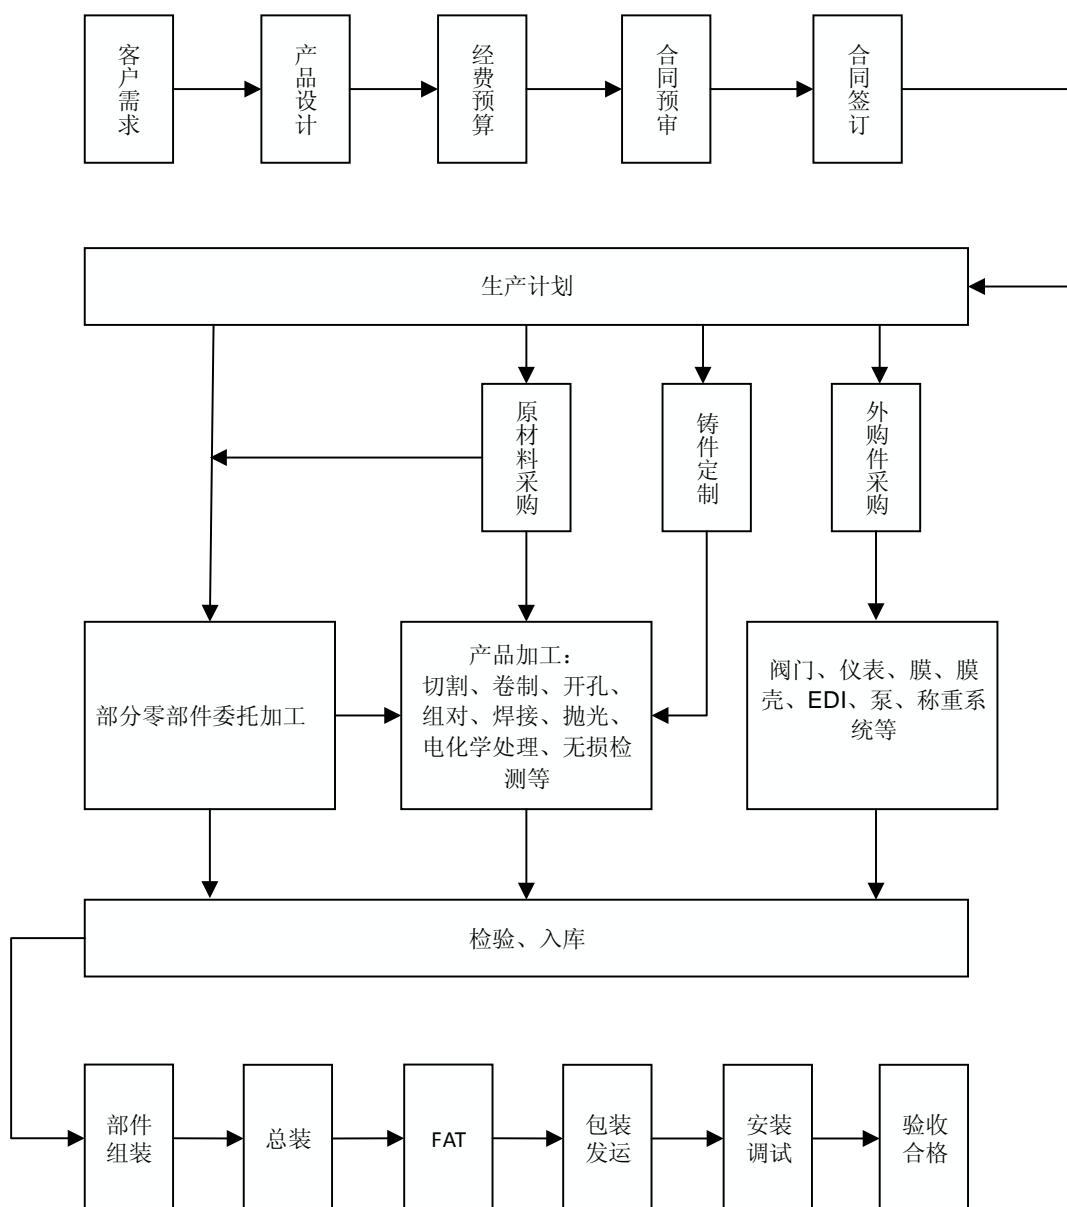 客户需求
产品设计
经费预算
合同预审
合同签订
生产计划
原材料采购
铸件定制
外购件采购
部分零部件委托加工
产品加工：
切割、卷制、开孔、
组对、焊接、抛光、
电化学处理、无损检
测等
阀门、仪表、膜、膜
壳、EDI、泵、称重系
统等
检验、入库
部件
组装
总装
FAT
包装
发运
安装
调试
验收
合格